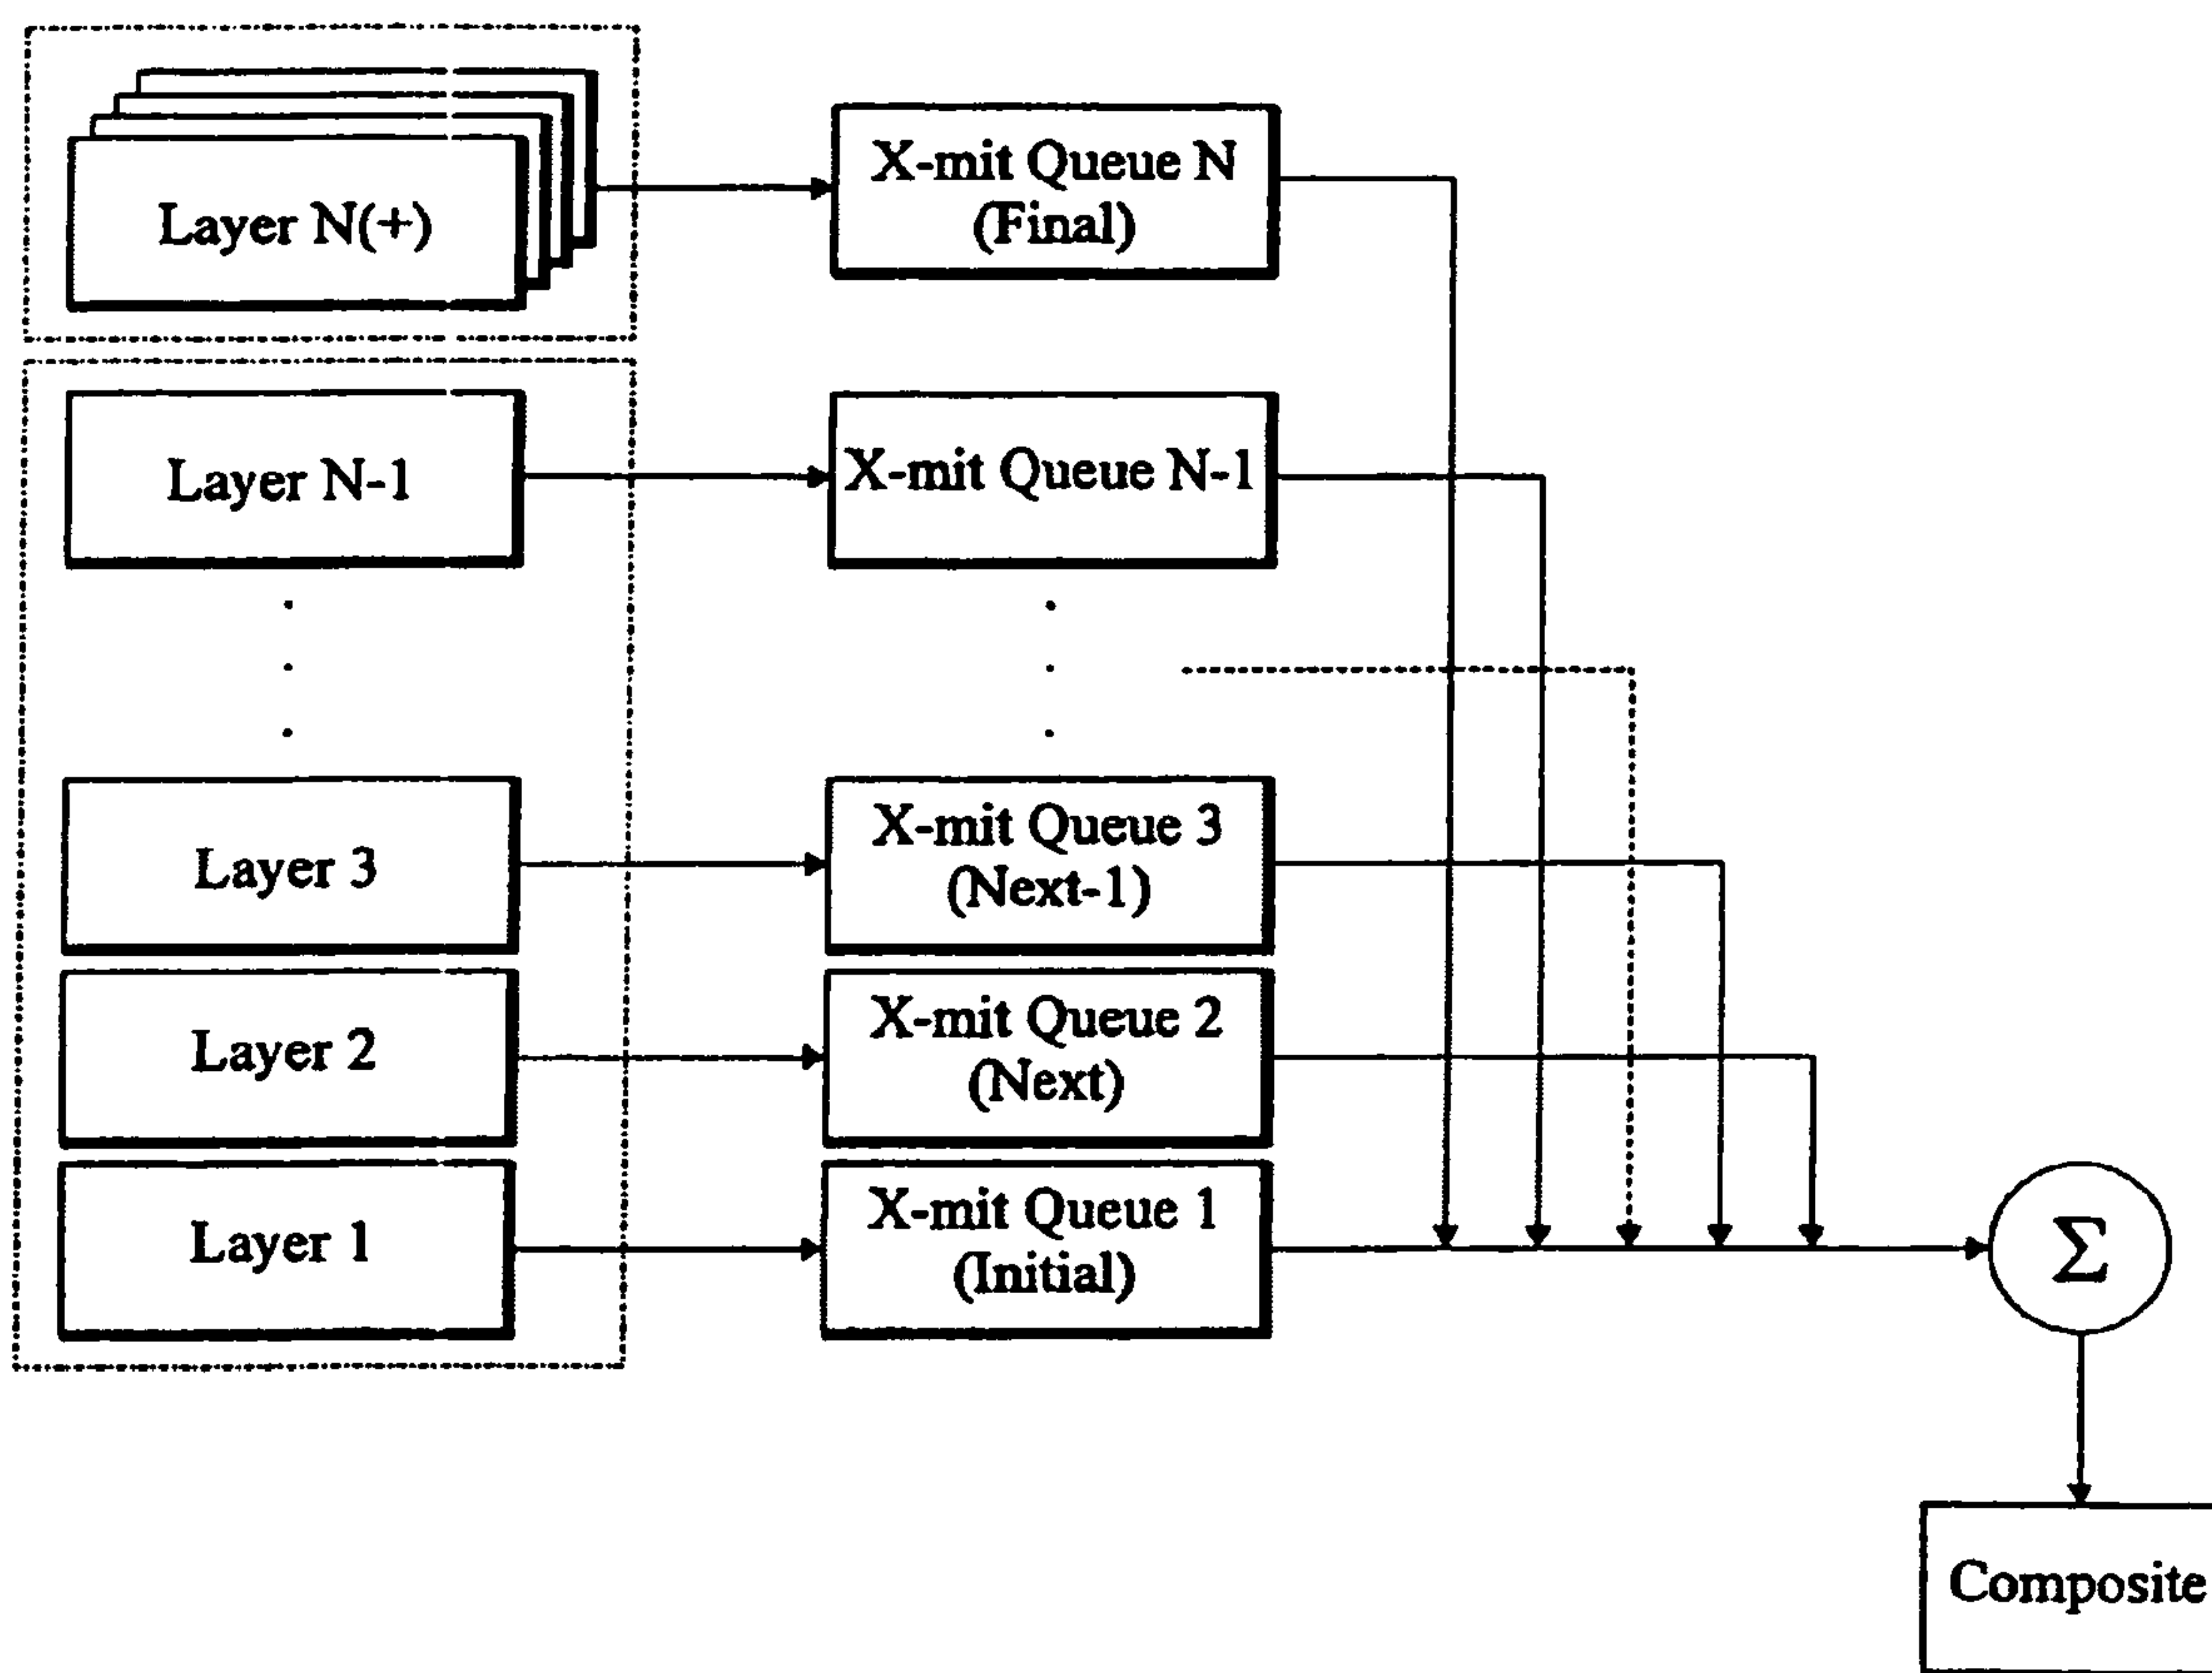 Layer N(+)
X-mit Queue N
(Final)
Layer N-1
X-mit Queue N-1
Layer 3
X-mit Queue 3
(Next-1)
Layer 2
X-mit Queue 2
(Next)
Layer 1
X-mit Queue 1
(Initial)
Σ
Composite